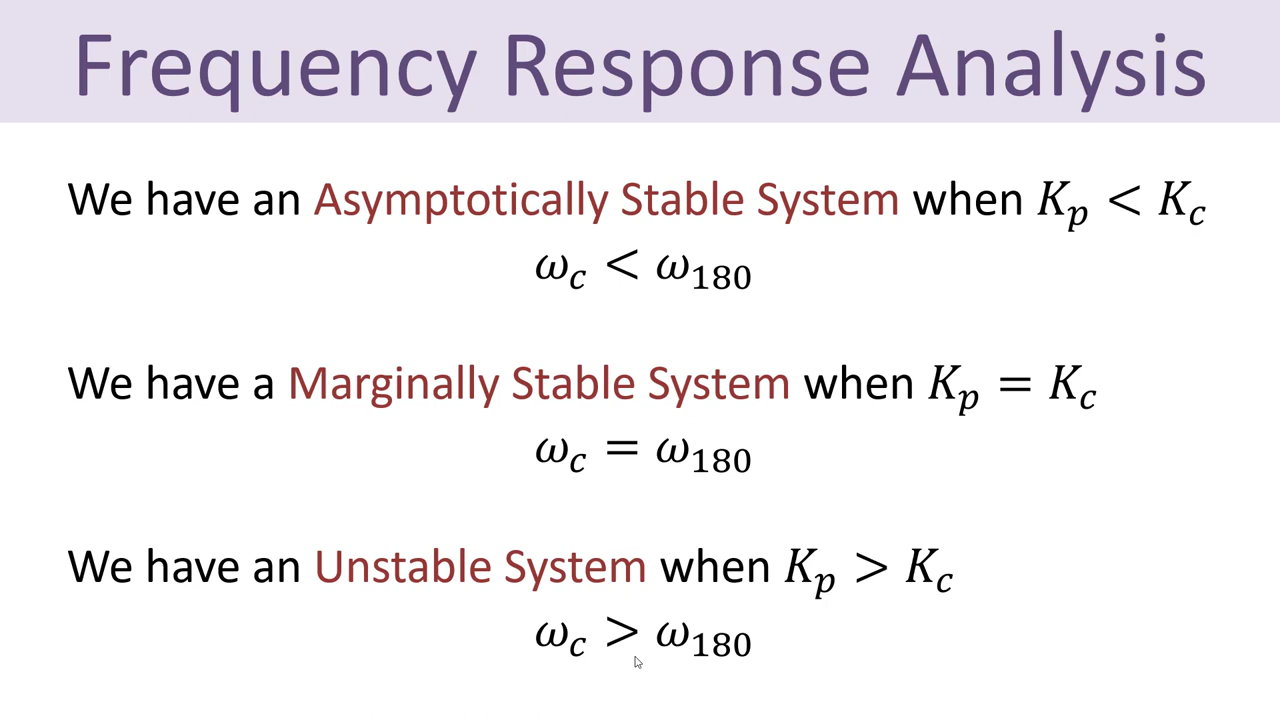 Frequency Response Analysis
We have an Asymptotically Stable System when 𝐾𝑝 < 𝐾𝑐
𝜔𝑐 < 𝜔180
We have a Marginally Stable System when 𝐾𝑝 = 𝐾𝑐
𝜔𝑐 = 𝜔180
We have an Unstable System when 𝐾𝑝 > 𝐾𝑐
𝜔𝑐 > 𝜔180